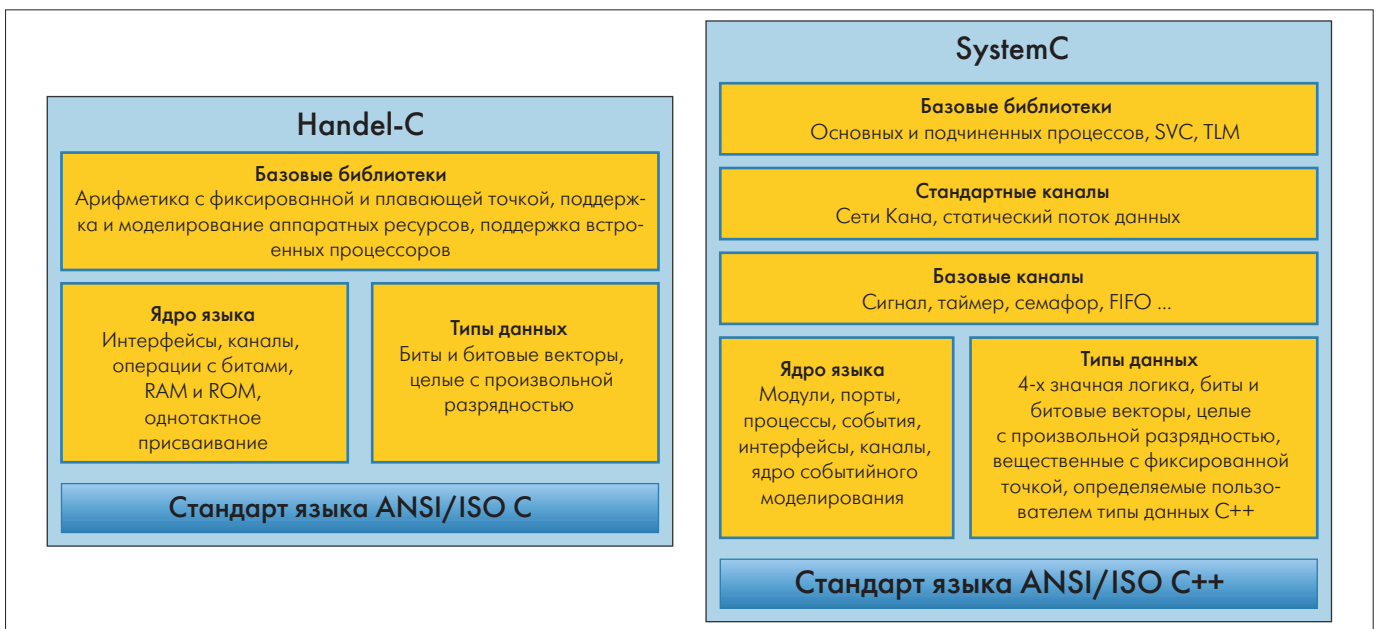 Handel-C
Базовые библиотеки
Арифметика с фиксированной и плавающей точкой, поддерж-
ка и моделирование аппаратных ресурсов, поддержка встро-
енных процессоров
Ядро языка
Интерфейсы, каналы,
операции с битами,
RAM и ROM,
однотактное
присваивание
Типы данных
Биты и битовые векторы,
целые с произвольной
разрядностью
Стандарт языка ANSI/ISO C
SystemC
Базовые библиотеки
Основных и подчиненных процессов, SVC, TLM
Стандартные каналы
Сети Кана, статический поток данных
Базовые каналы
Сигнал, таймер, семафор, FIFO ...
Ядро языка
Модули, порты,
процессы, события,
интерфейсы, каналы,
ядро событийного
моделирования
Типы данных
4-х значная логика, биты и
битовые векторы, целые
с произвольной разрядностью,
вещественные с фиксированной
точкой, определяемые пользо-
вателем типы данных C++
Стандарт языка ANSI/ISO C++